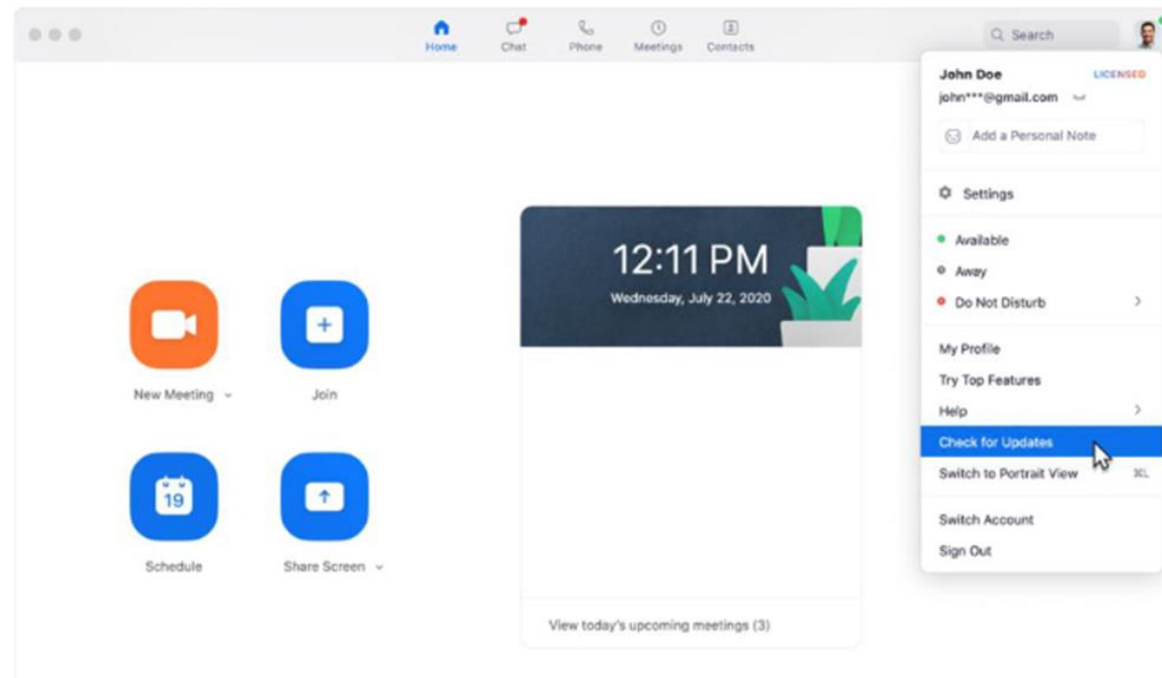 Home
Chat
Phone
Meetings
Contacts
Search
John Doe LICENSED
john***@gmail.com
Add a Personal Note
Settings
Available
Away
Do Not Disturb
My Profile
Try Top Features
Help
Check for Updates
Switch to Portrait View ⌘L
Switch Account
Sign Out
12:11 PM
Wednesday, July 22, 2020
New Meeting
Join
19
Schedule
Share Screen
View today's upcoming meetings (3)